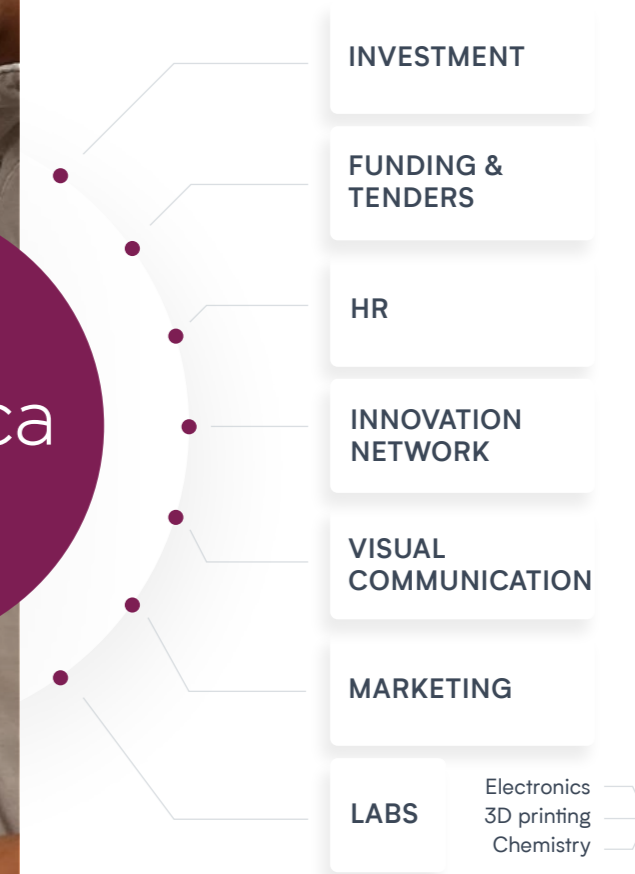 INVESTMENT
FUNDING &
TENDERS
HR
ca
INNOVATION
NETWORK
VISUAL
COMMUNICATION
MARKETING
LABS
Electronics
3D printing
Chemistry